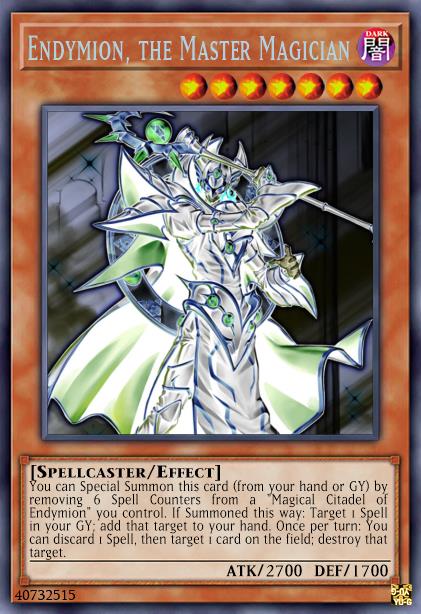 Endymion, the Master Magician
DARK
闇
[Spellcaster/Effect]
You can Special Summon this card (from your hand or GY) by
removing 6 Spell Counters from a "Magical Citadel of
Endymion" you control. If Summoned this way: Target 1 Spell
in your GY; add that target to your hand. Once per turn: You
can discard 1 Spell, then target 1 card on the field; destroy that
target.
ATK/2700 DEF/1700
40732515